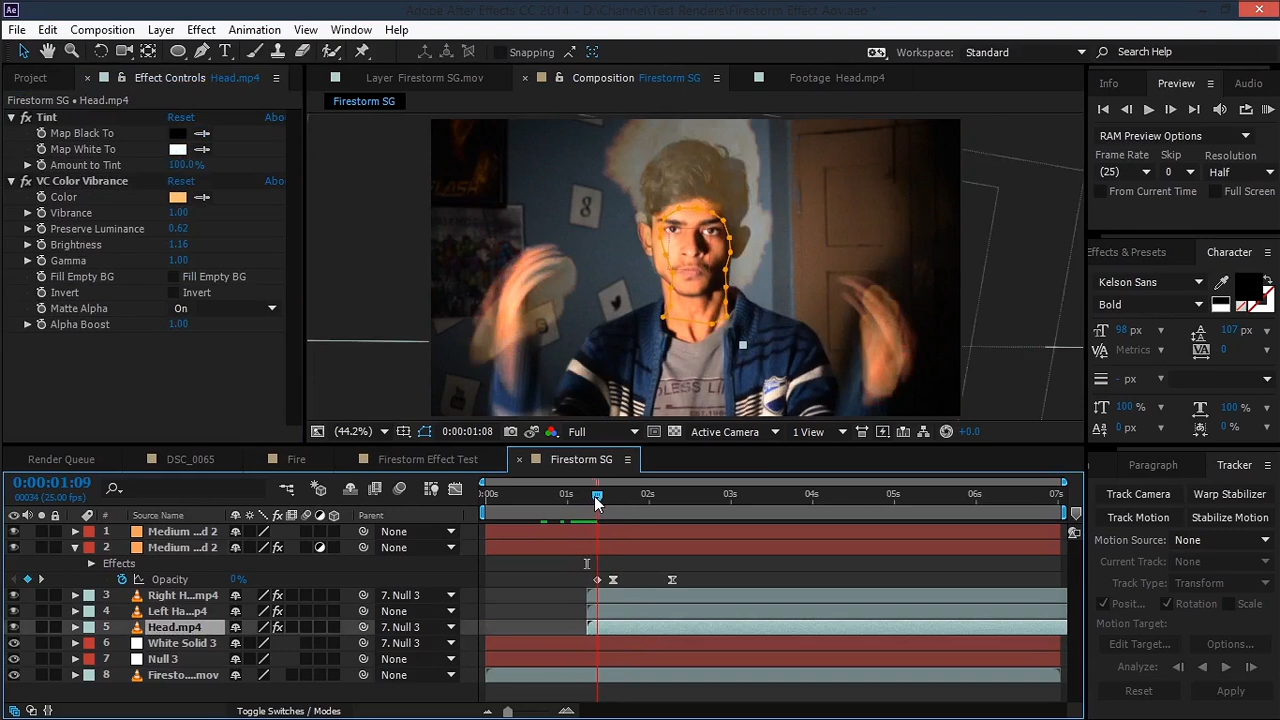 Adobe After Effects CC 2014 - D:\Channel\Test Renders\Firestorm Effect Adv.aep *
File Edit Composition Layer Effect Animation View Window Help
Snapping
Workspace: Standard
Search Help
Project
Effect Controls Head.mp4
Layer Firestorm SG.mov
Composition Firestorm SG
Footage Head.mp4
Info Preview Audio
Firestorm SG • Head.mp4
Firestorm SG
Tint Reset Abo
Map Black To
Map White To
Amount to Tint 100.0%
VC Color Vibrance Reset Abo
Color
Vibrance 1.00
Preserve Luminance 0.62
Brightness 1.16
Gamma 1.00
Fill Empty BG Fill Empty BG
Invert Invert
Matte Alpha On
Alpha Boost 1.00
8
RAM Preview Options
Frame Rate Skip Resolution
(25) 0 Half
From Current Time Full Screen
Effects & Presets Character
Kelson Sans
Bold
98 px 107 px
Metrics 0
- px
100 % 100 %
0 px 0 %
(44.2%) 0:00:01:08 Full Active Camera 1 View +0.0
Render Queue DSC_0065 Fire Firestorm Effect Test Firestorm SG
0:00:01:09
00034 (25.00 fps)
:00s 01s 02s 03s 04s 05s 06s 07s
# Source Name Parent
1 Medium ...d 2 None
2 Medium ...d 2 None
Effects
Opacity 0%
3 Right H...mp4 7. Null 3
4 Left Ha...p4 7. Null 3
5 Head.mp4 7. Null 3
6 White Solid 3 7. Null 3
7 Null 3 None
8 Firesto...mov None
Toggle Switches / Modes
Paragraph Tracker
Track Camera Warp Stabilizer
Track Motion Stabilize Motion
Motion Source: None
Current Track: None
Track Type: Transform
Posit... Rotation Scale
Motion Target:
Edit Target... Options...
Analyze:
Reset Apply